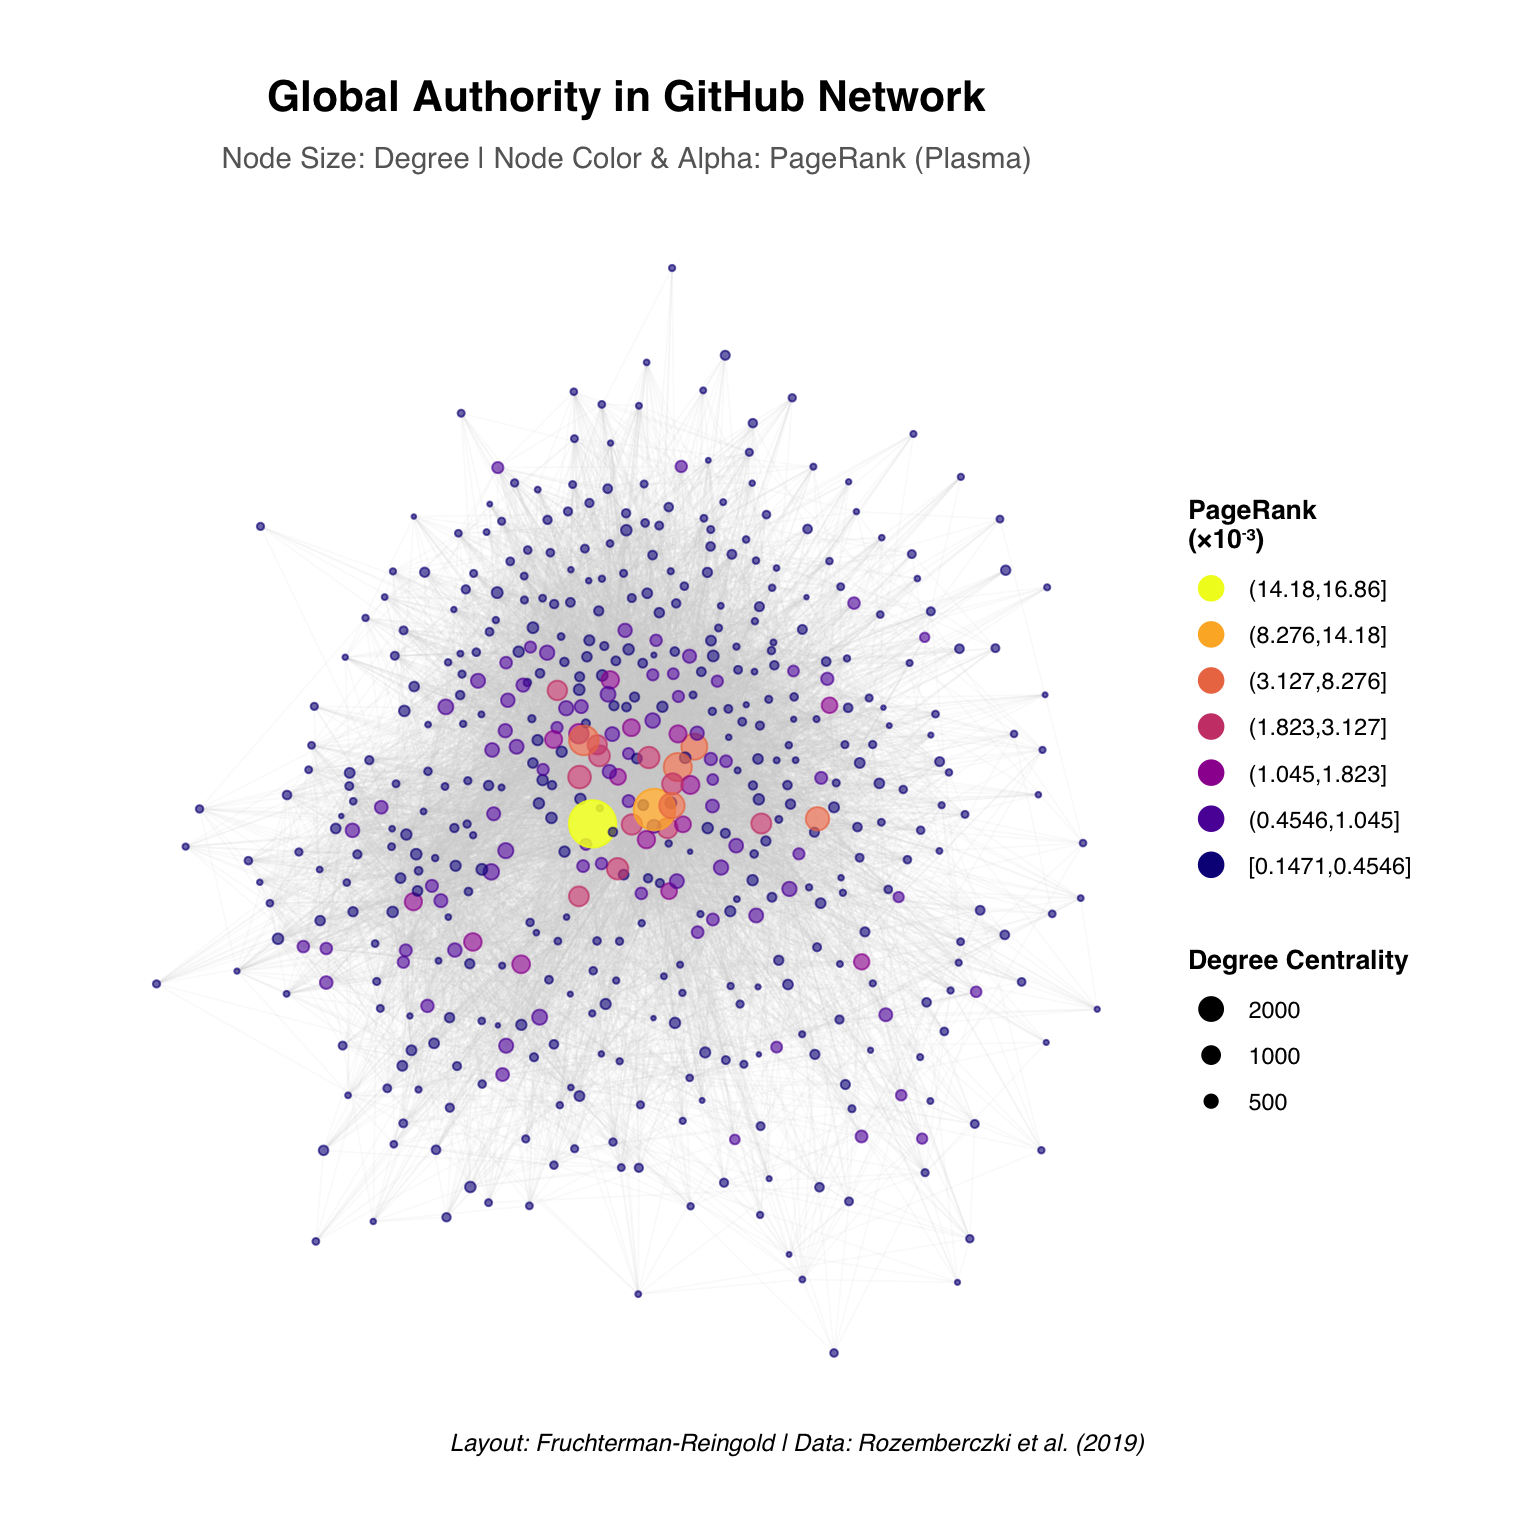 Global Authority in GitHub Network
Node Size: Degree | Node Color & Alpha: PageRank (Plasma)
PageRank
(×10⁻³)
(14.18,16.86]
(8.276,14.18]
(3.127,8.276]
(1.823,3.127]
(1.045,1.823]
(0.4546,1.045]
[0.1471,0.4546]
Degree Centrality
2000
1000
500
Layout: Fruchterman-Reingold | Data: Rozemberczki et al. (2019)